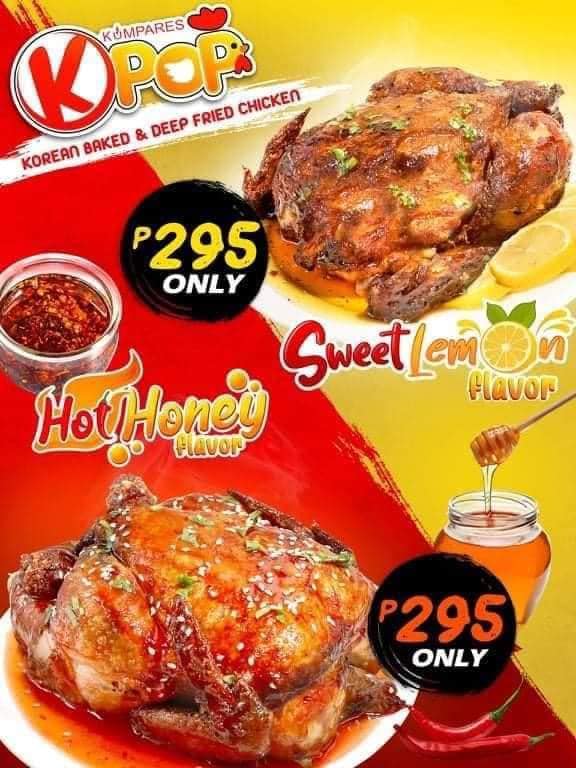 KUMPARES
KPOP
KOREAN BAKED & DEEP FRIED CHICKEN
P295
ONLY
Sweet Lemon
flavor
Hot Honey
flavor
P295
ONLY